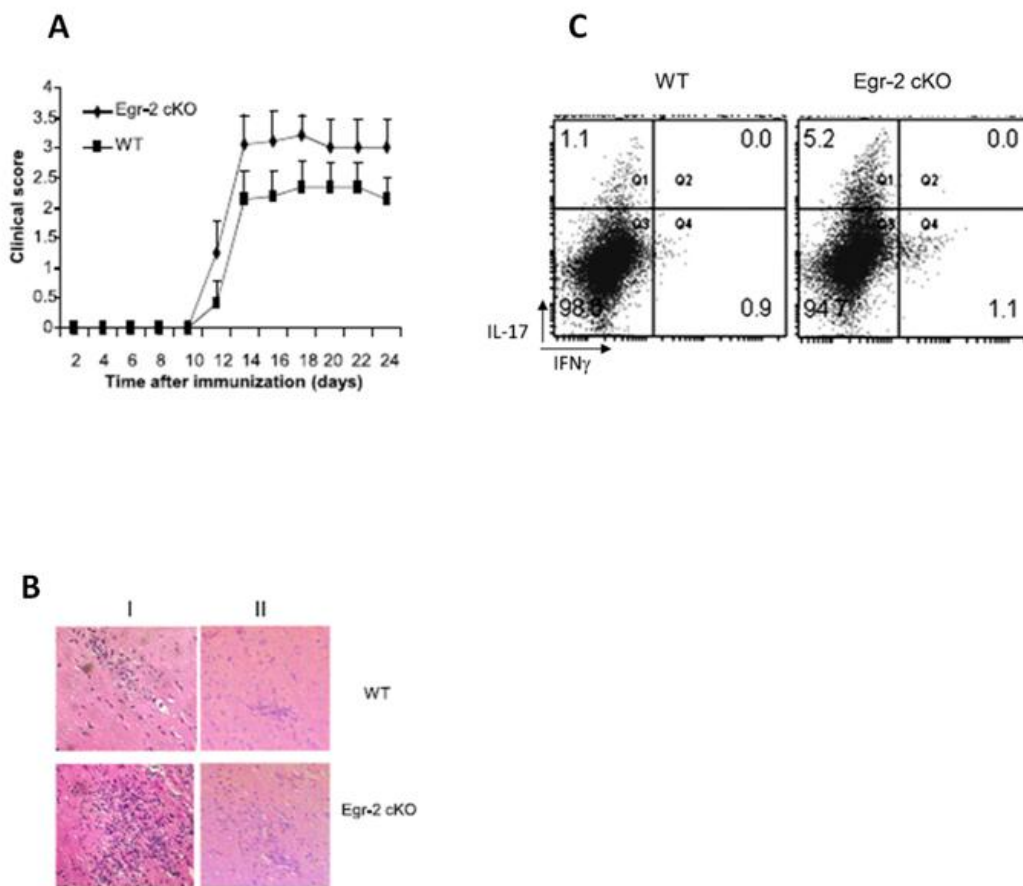 A
4
3.5
3
2.5
2
1.5
1
0.5
0
Clinical score
Egr-2 cKO
WT
2 4 6 8 10 12 14 16 18 20 22 24
Time after immunization (days)
C
WT Egr-2 cKO
1.1 0.0 5.2 0.0
Q1 Q2 Q1 Q2
Q3 Q4 Q3 Q4
0.9 94.7 1.1
IL-17
IFNγ
B
I II
WT
Egr-2 cKO